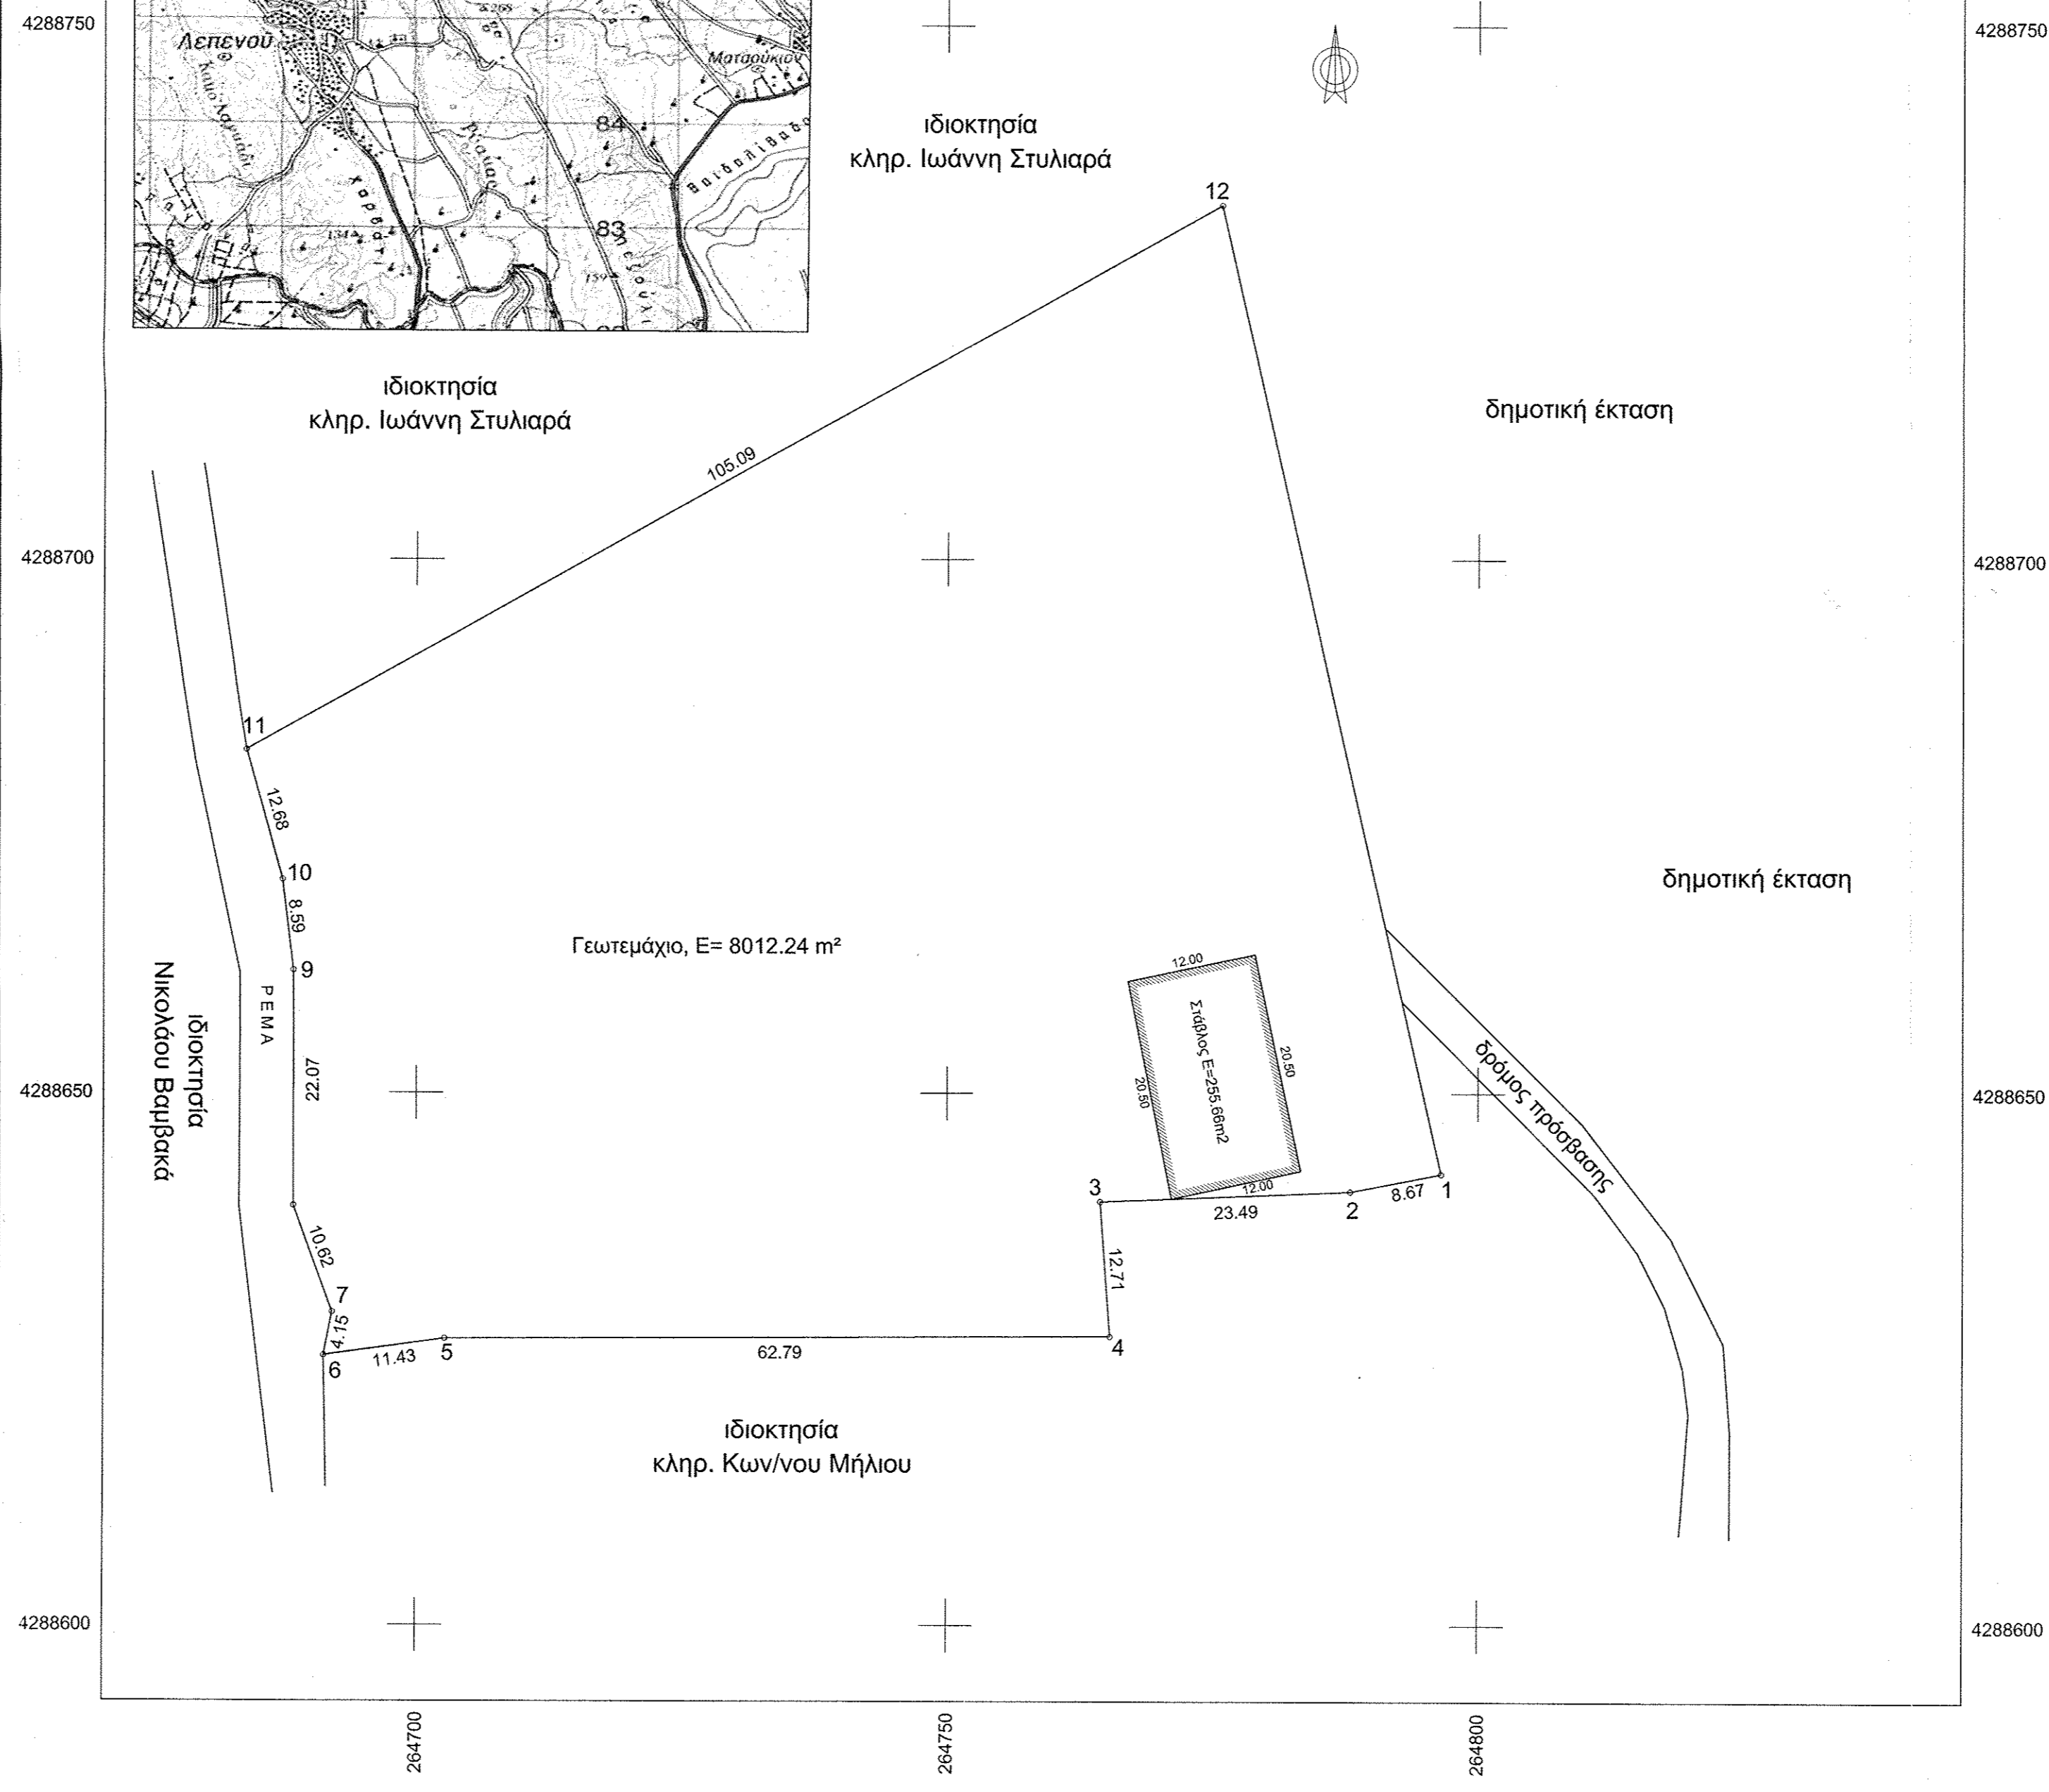 4288750
4288750
Λεπενού
Ματαούκιον
84
83
134
159
ιδιοκτησία
κληρ. Ιωάννη Στυλιαρά
12
ιδιοκτησία
κληρ. Ιωάννη Στυλιαρά
δημοτική έκταση
105.09
4288700
4288700
11
12.68
10
8.59
9
δημοτική έκταση
Γεωτεμάχιο, Ε= 8012.24 m²
12.00
20.50
20.50
12.00
Στάβλος Ε=255.66m2
ιδιοκτησία
Νικολάου Βαμβακά
ΡΕΜΑ
22.07
4288650
4288650
δρόμος πρόσβασης
3
23.49
2
8.67
1
10.62
12.71
7
4.15
6
11.43
5
62.79
4
ιδιοκτησία
κληρ. Κων/νου Μήλιου
4288600
4288600
264700
264750
264800